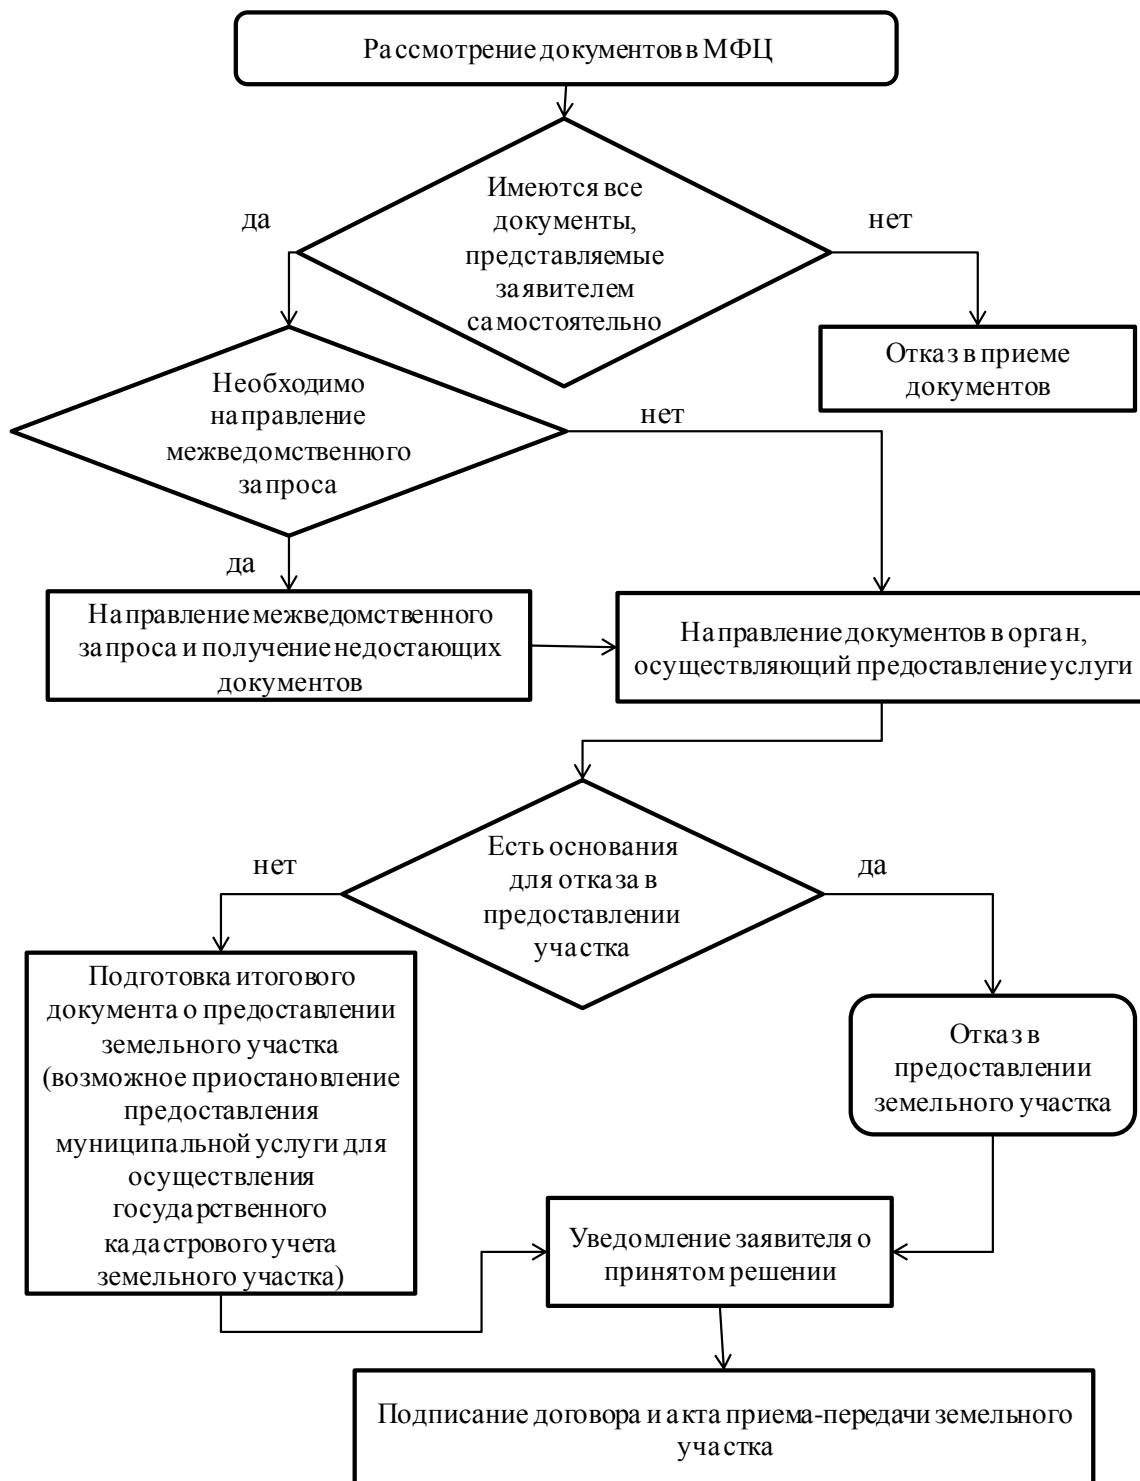 Рассмотрение документов в МФЦ
Имеются все
документы,
представляемые
заявителем
самостоятельно
да
нет
Отказ в приеме
документов
Необходимо
направление
межведомственного
запроса
нет
да
Направление межведомственного
запроса и получение недостающих
документов
Направление документов в орган,
осуществляющий предоставление услуги
Есть основания
для отказа в
предоставлении
участка
нет
да
Подготовка итогового
документа о предоставлении
земельного участка
(возможное приостановление
предоставления
муниципальной услуги для
осуществления
государственного
кадастрового учета
земельного участка)
Отказ в
предоставлении
земельного участка
Уведомление заявителя о
принятом решении
Подписание договора и акта приема-передачи земельного
участка